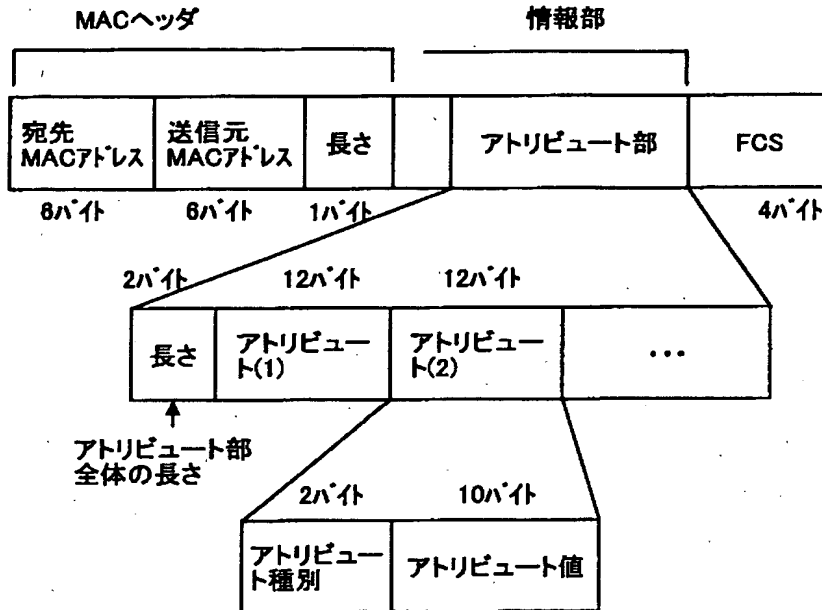 MACヘッダ
情報部
宛先
MACアドレス
送信元
MACアドレス
長さ
アトリビュート部
FCS
6バイト
6バイト
1バイト
4バイト
2バイト
12バイト
12バイト
長さ
アトリビュー
ト(1)
アトリビュー
ト(2)
・・・
アトリビュート部
全体の長さ
2バイト
10バイト
アトリビュー
ト種別
アトリビュート値